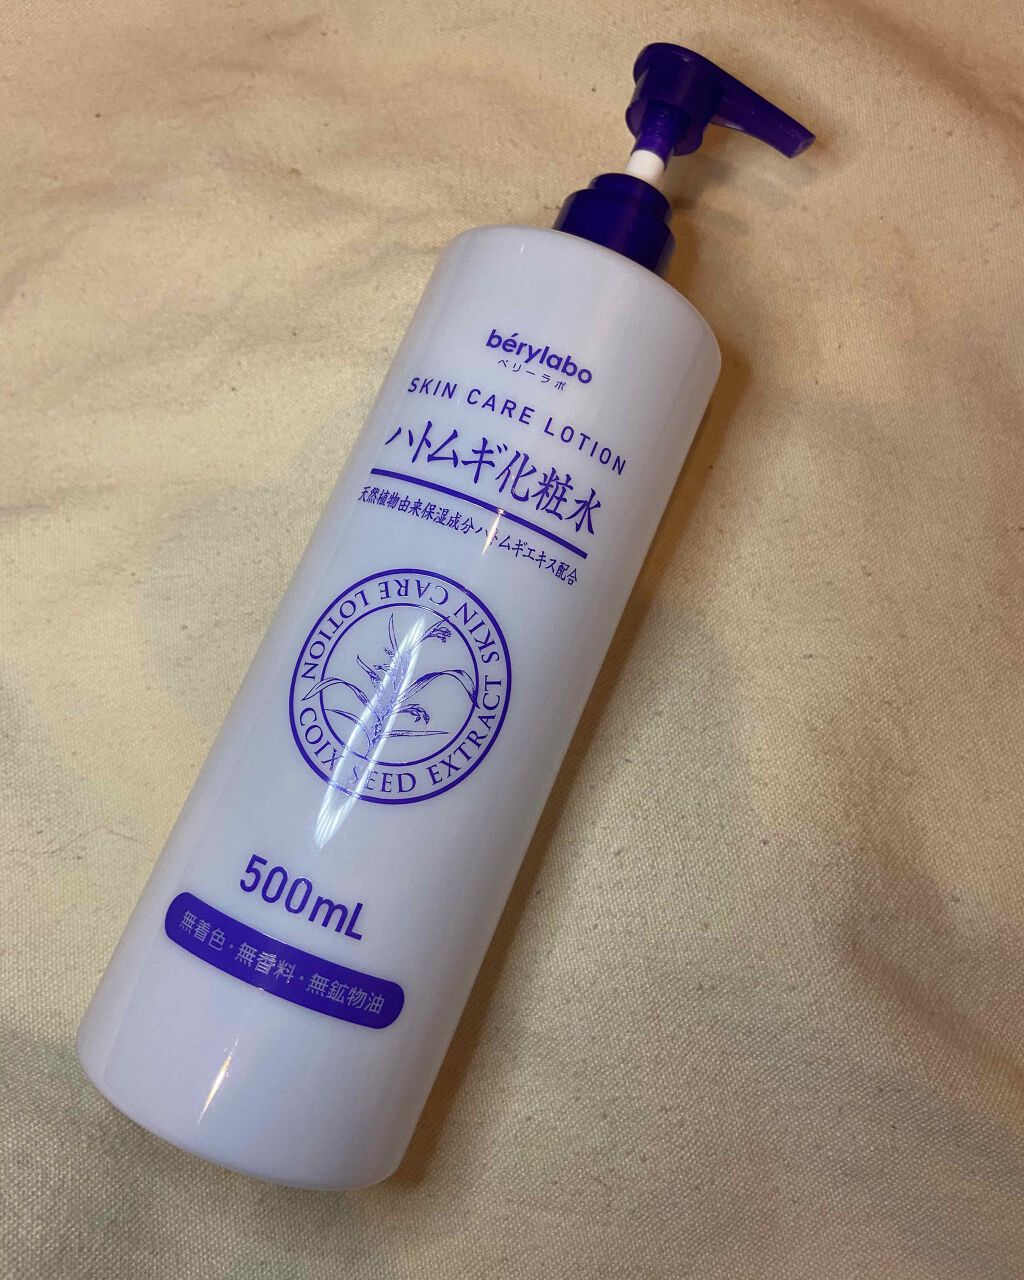 bérylabo
ベリーラボ
SKIN CARE LOTION
ハトムギ化粧水
天然植物由来保湿成分ハトムギエキス配合
COIX SEED EXTRACT SKIN CARE LOTION
500mL
無着色・無香料・無鉱物油